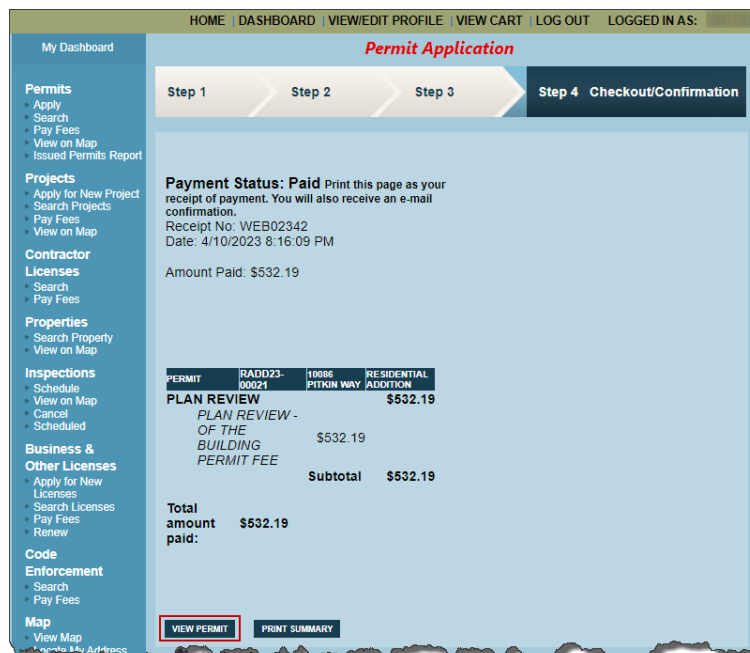 HOME | DASHBOARD | VIEW/EDIT PROFILE | VIEW CART | LOG OUT LOGGED IN AS:
My Dashboard
Permits
Apply
Search
Pay Fees
View on Map
Issued Permits Report
Projects
Apply for New Project
Search Projects
Pay Fees
View on Map
Contractor
Licenses
Search
Pay Fees
Properties
Search Property
View on Map
Inspections
Schedule
View on Map
Cancel
Scheduled
Business &
Other Licenses
Apply for New
Licenses
Search Licenses
Pay Fees
Renew
Code
Enforcement
Search
Pay Fees
Map
View Map
Locate My Address
Permit Application
Step 1 Step 2 Step 3 Step 4 Checkout/Confirmation
Payment Status: Paid Print this page as your
receipt of payment. You will also receive an e-mail
confirmation.
Receipt No: WEB02342
Date: 4/10/2023 8:16:09 PM
Amount Paid: $532.19
PERMIT RADD23-00021 10086 PITKIN WAY RESIDENTIAL ADDITION
PLAN REVIEW $532.19
PLAN REVIEW -
OF THE
BUILDING $532.19
PERMIT FEE
Subtotal $532.19
Total
amount $532.19
paid:
VIEW PERMIT PRINT SUMMARY